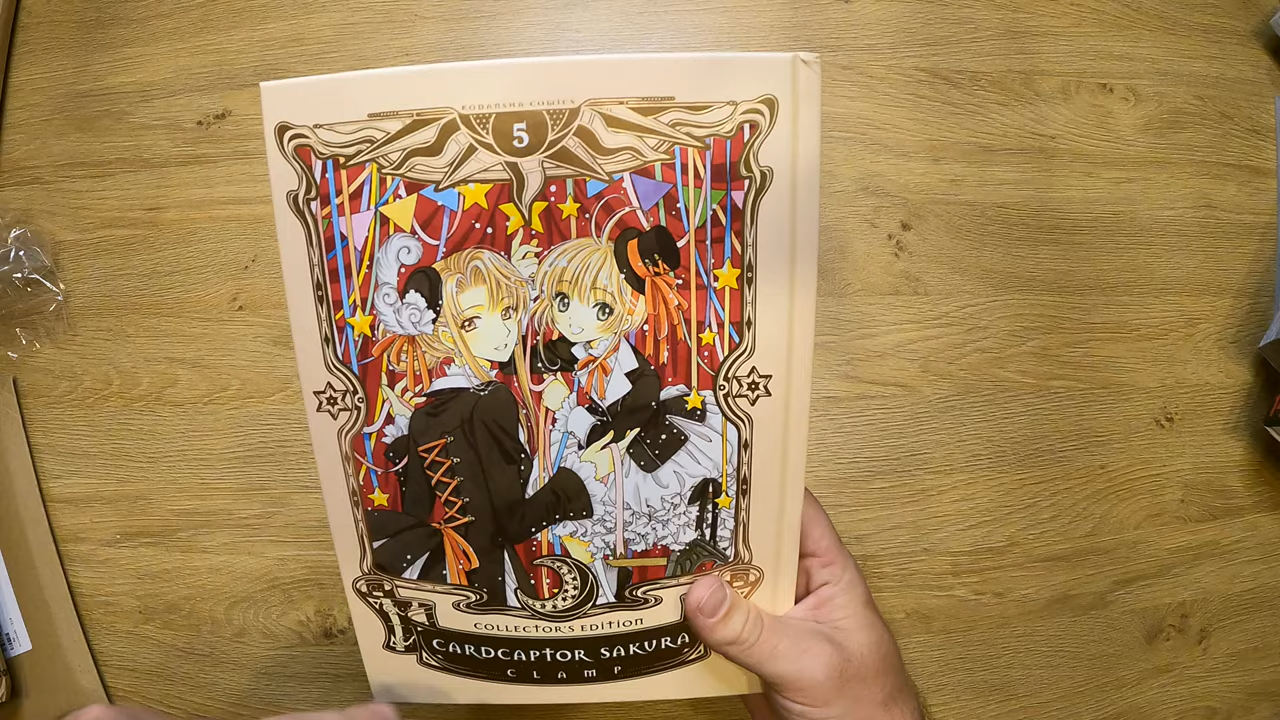 KODANSHA COMICS
5
COLLECTOR'S EDITION
CARDCAPTOR SAKURA
CLAMP